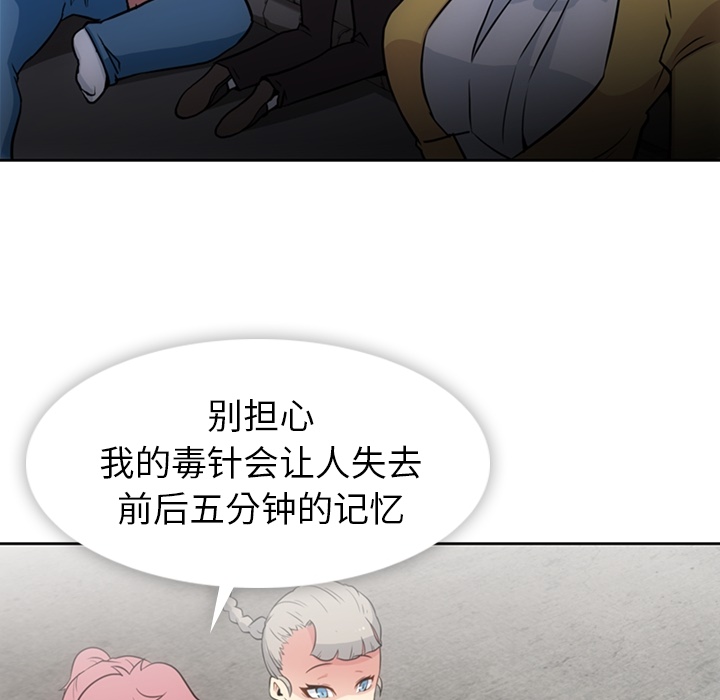 别担心
我的毒针会让人失去
前后五分钟的记忆